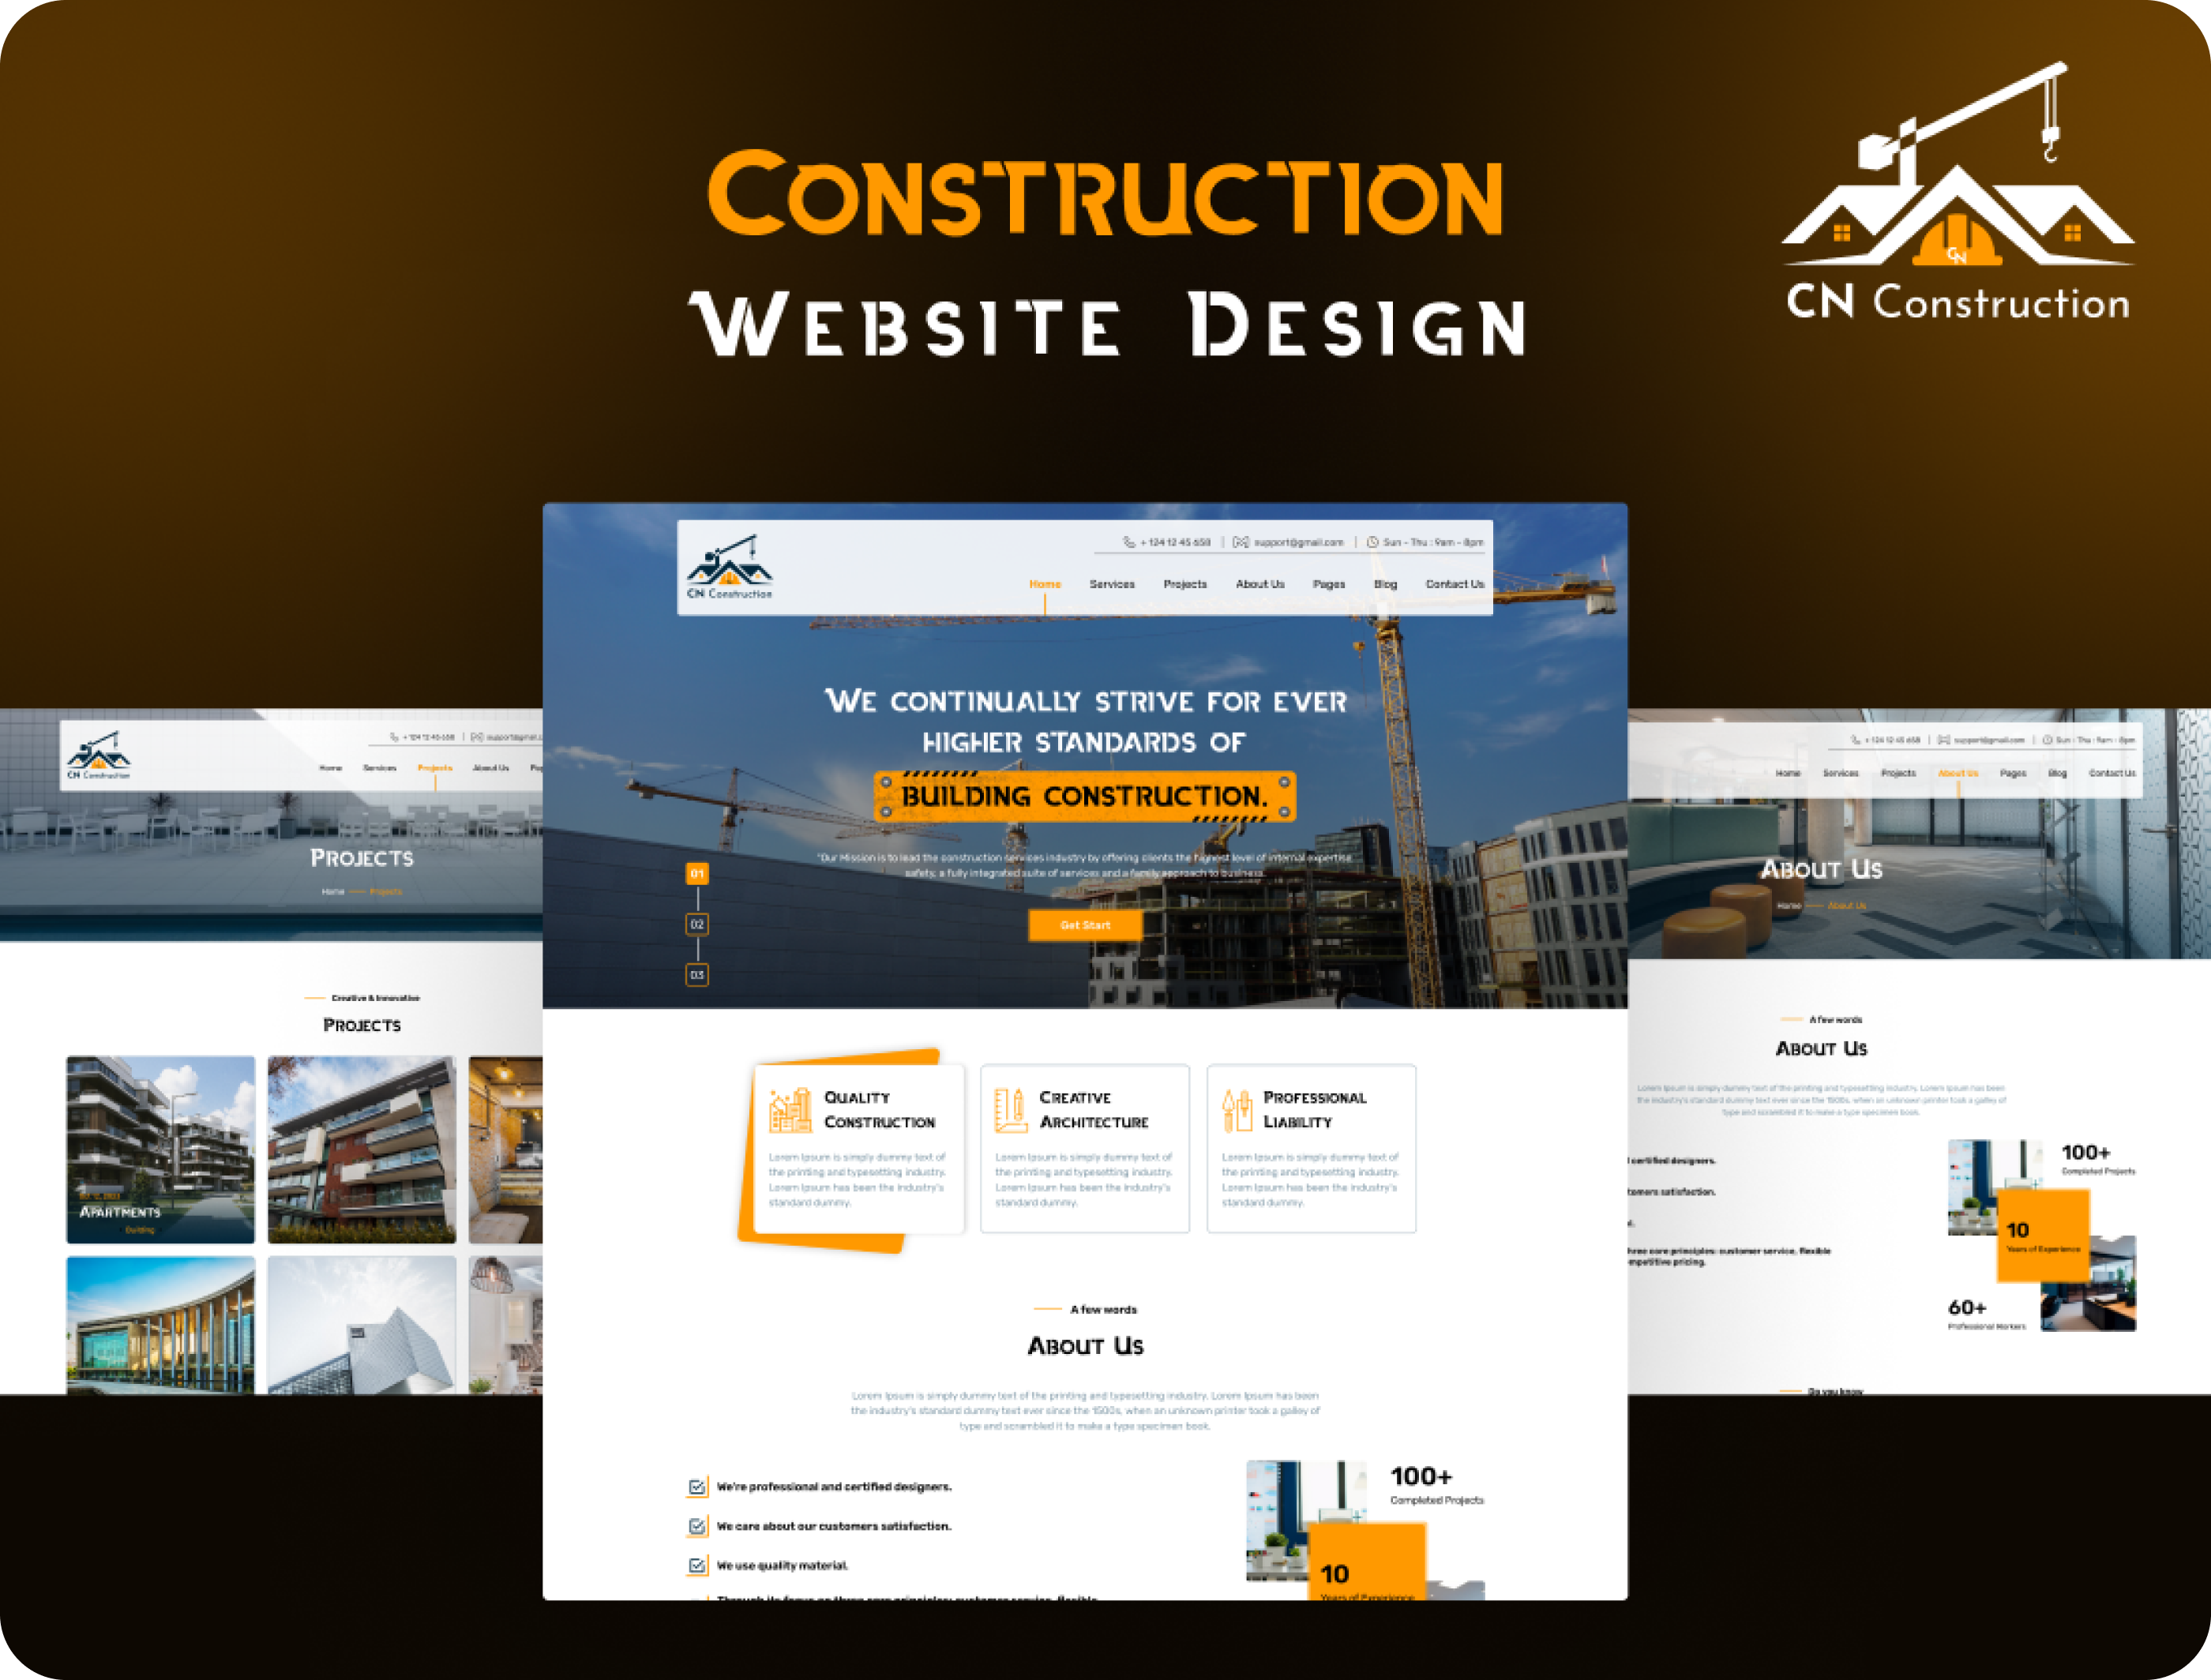 Construction
Website Design
CN
CN Construction
+ 124 12 45 658 | support@gmail.com | Sun - Thu : 9am - 8pm
CN Construction
Home Services Projects About Us Pages Blog Contact Us
We continually strive for ever
higher standards of
Building Construction.
"Our Mission is to lead the construction services industry by offering clients the highest level of internal expertise
safety, a fully integrated suite of services and a family approach to business.
01
02
03
Get Start
Quality
Construction
Lorem Ipsum is simply dummy text of
the printing and typesetting industry.
Lorem Ipsum has been the industry's
standard dummy.
Creative
Architecture
Lorem Ipsum is simply dummy text of
the printing and typesetting industry.
Lorem Ipsum has been the industry's
standard dummy.
Professional
Liability
Lorem Ipsum is simply dummy text of
the printing and typesetting industry.
Lorem Ipsum has been the industry's
standard dummy.
A few words
About Us
Lorem Ipsum is simply dummy text of the printing and typesetting industry. Lorem Ipsum has been
the industry's standard dummy text ever since the 1500s, when an unknown printer took a galley of
type and scrambled it to make a type specimen book.
We're professional and certified designers.
We care about our customers satisfaction.
We use quality material.
Through its focus on three core principles: customer service, flexible
100+
Completed Projects
10
Years of Experience
+ 124 12 45 658 | support@gmail.c
CN Construction
Home Services Projects About Us
Projects
Home Projects
Creative & Innovative
Projects
Apartments
Building
+ 124 12 45 658 | support@gmail.com | Sun - Thu : 9am - 8pm
Home Services Projects About Us Pages Blog Contact Us
About Us
Home About Us
A few words
About Us
Lorem Ipsum is simply dummy text of the printing and typesetting industry. Lorem Ipsum has been
the industry's standard dummy text ever since the 1500s, when an unknown printer took a galley of
type and scrambled it to make a type specimen book.
certified designers.
tomers satisfaction.
three core principles: customer service, flexible
mpetitive pricing.
100+
Completed Projects
10
Years of Experience
60+
Professional Workers
Do you know